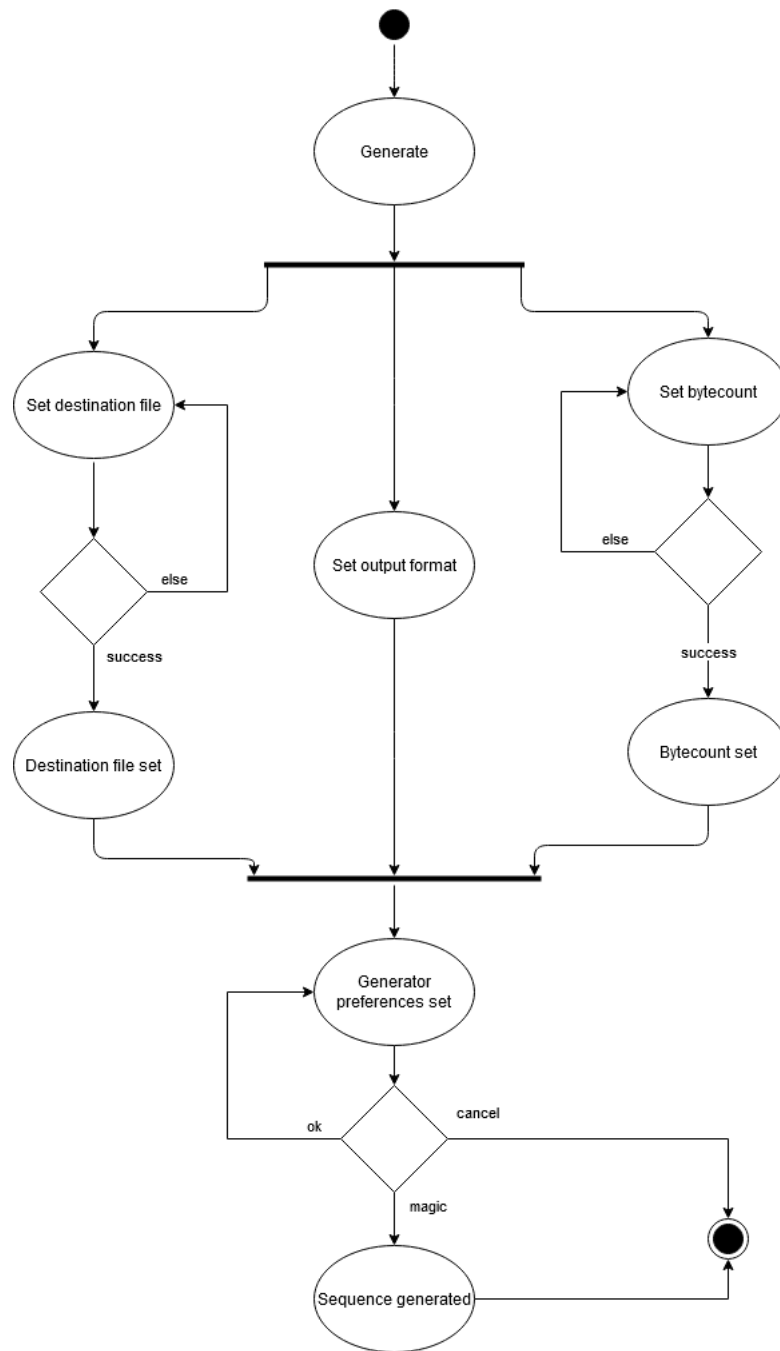 Generate
Set destination file
Set bytecount
else
else
Set output format
success
success
Destination file set
Bytecount set
Generator
preferences set
cancel
ok
magic
Sequence generated